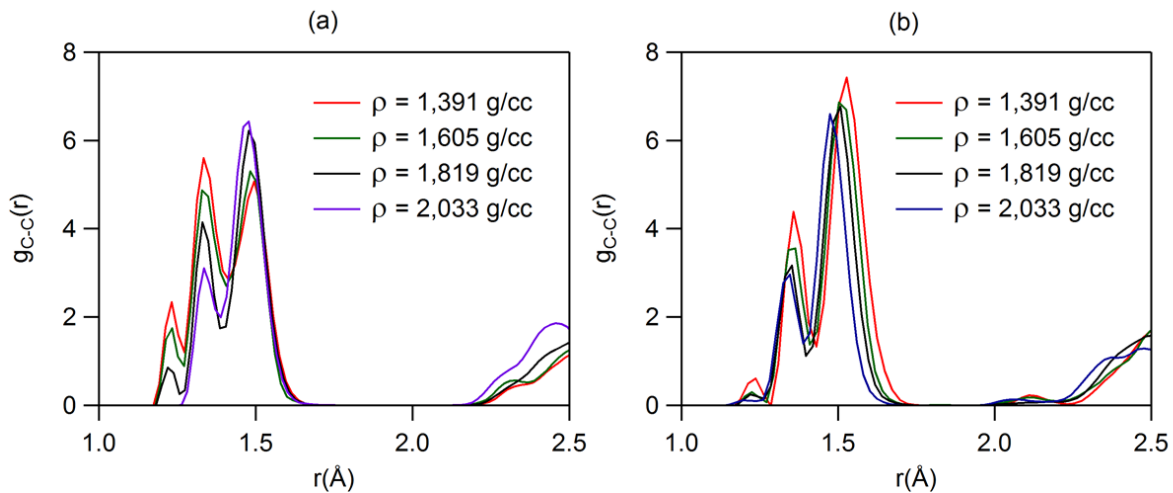 (a)
8
6
4
2
0
g_C-C(r)
ρ = 1,391 g/cc
ρ = 1,605 g/cc
ρ = 1,819 g/cc
ρ = 2,033 g/cc
1.0 1.5 2.0 2.5
r(Å)
(b)
8
6
4
2
0
g_C-C(r)
ρ = 1,391 g/cc
ρ = 1,605 g/cc
ρ = 1,819 g/cc
ρ = 2,033 g/cc
1.0 1.5 2.0 2.5
r(Å)